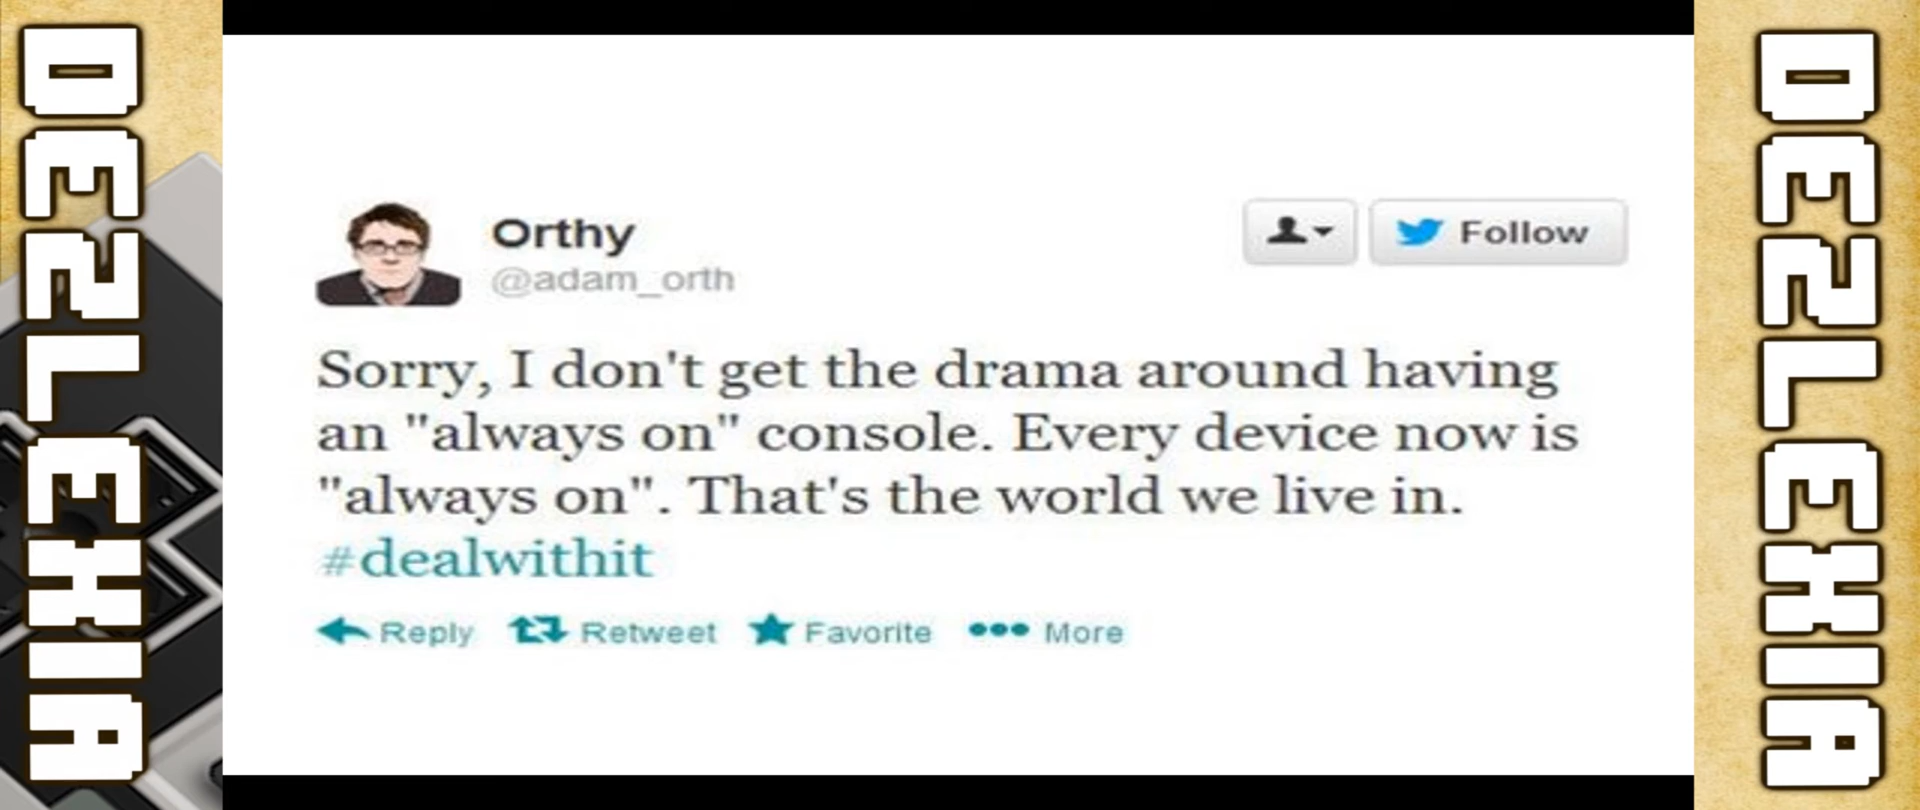 DEZLEXIA
Orthy
@adam_orth
Follow
Sorry, I don't get the drama around having
an "always on" console. Every device now is
"always on". That's the world we live in.
#dealwithit
Reply Retweet Favorite More
DEZLEXIA